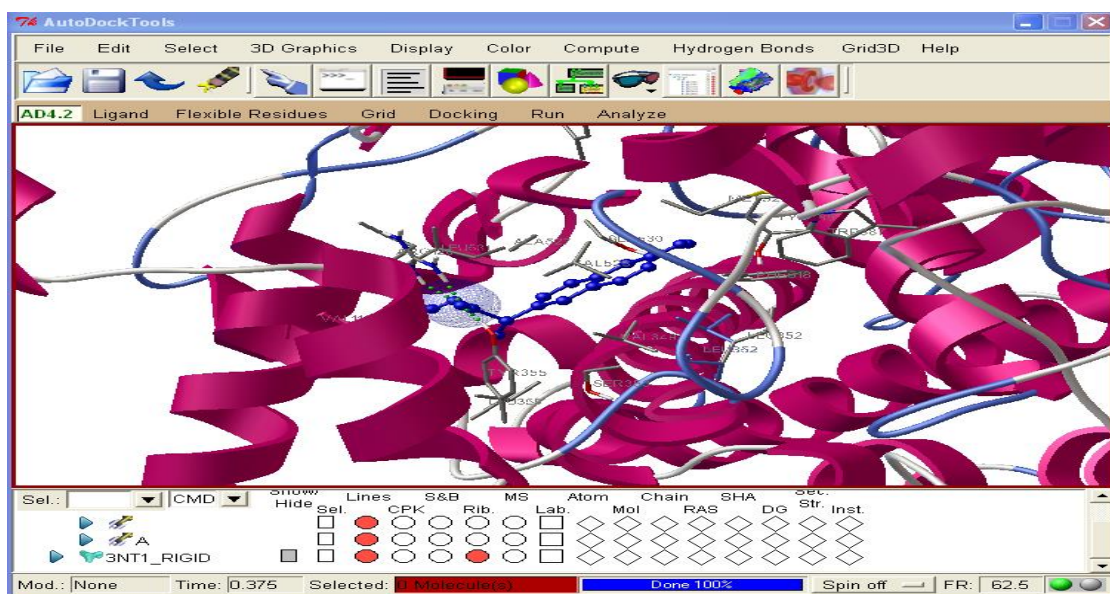 AutoDockTools
File Edit Select 3D Graphics Display Color Compute Hydrogen Bonds Grid3D Help
AD4.2 Ligand Flexible Residues Grid Docking Run Analyze
TYR355
LEU352
LEU352
Sel.: CMD Show/ Hide Sel. Lines CPK S&B Rib. MS Lab. Atom Mol Chain RAS SHA DG Sec. Str. Inst.
A
3NT1_RIGID
Mod.: None Time: 0.375 Selected: 0 Molecule(s) Done 100% Spin off FR: 62.5